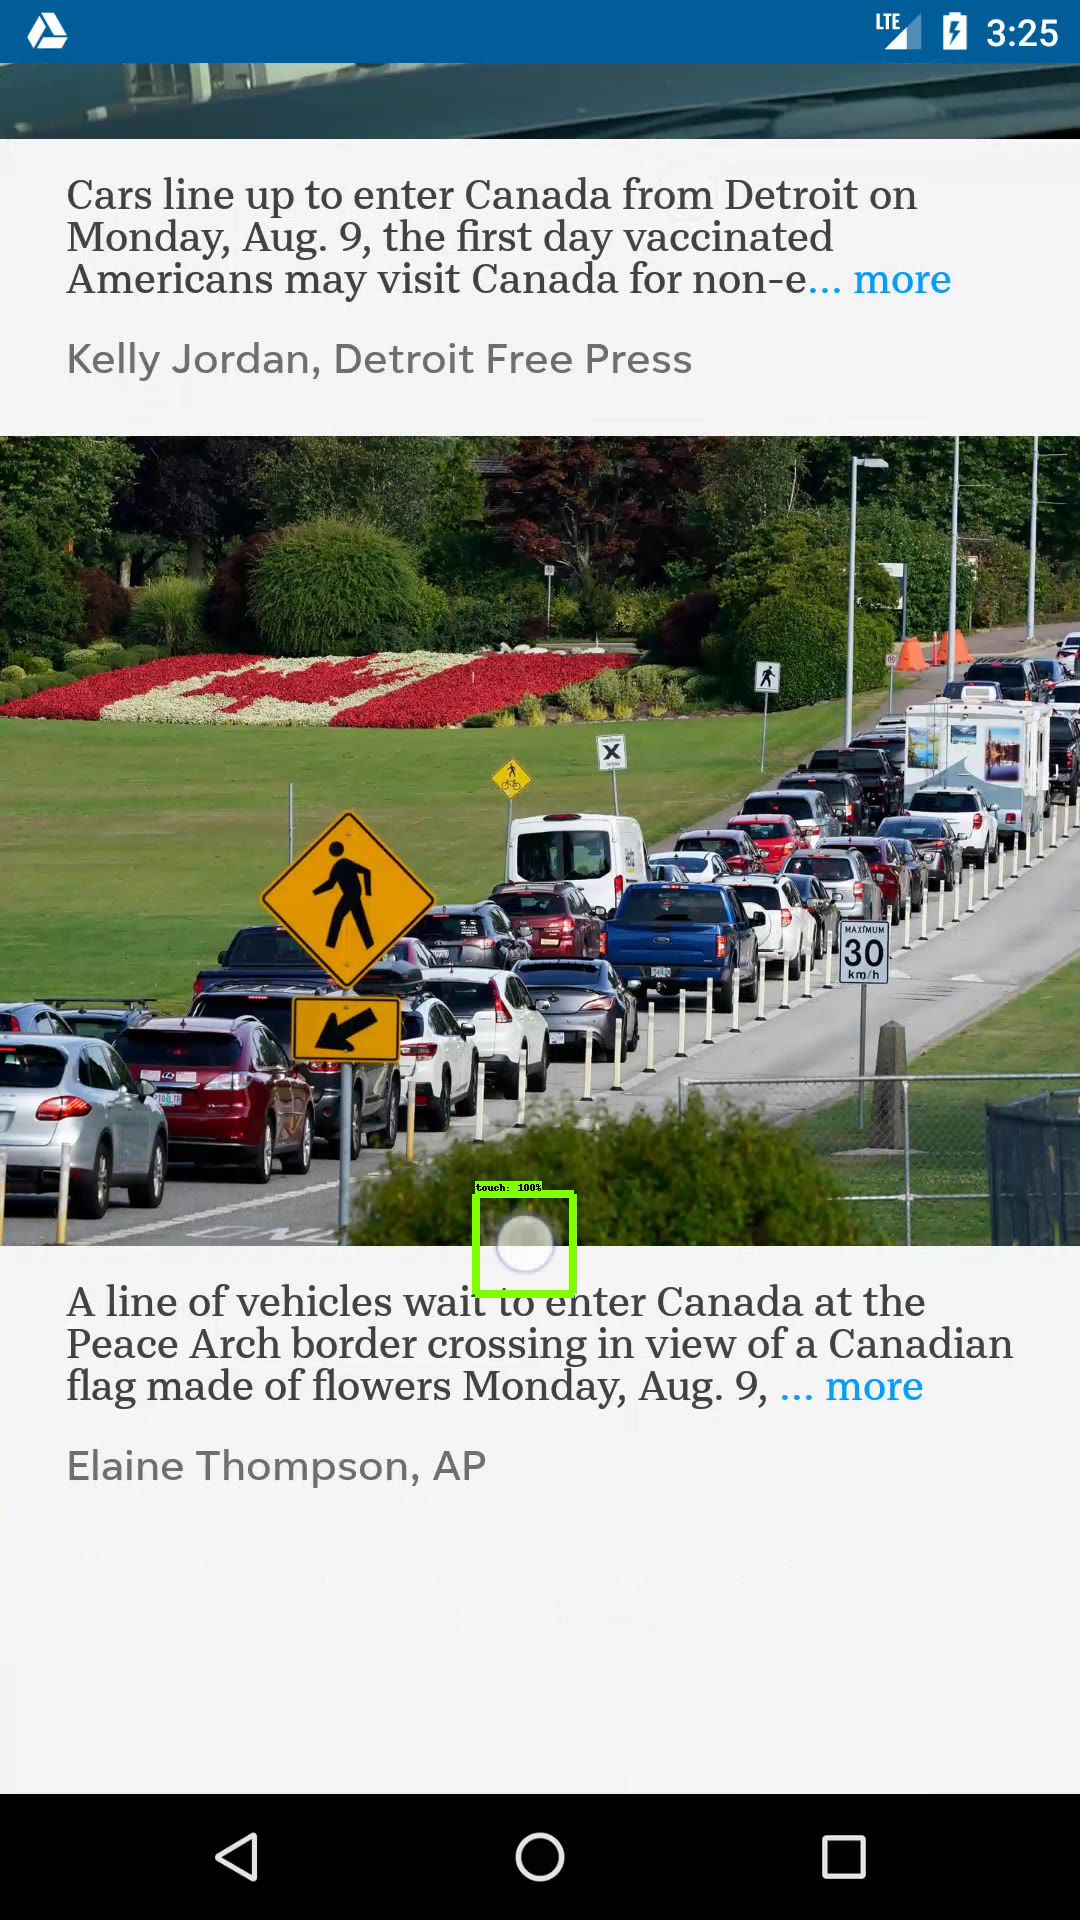 LTE 3:25
Cars line up to enter Canada from Detroit on
Monday, Aug. 9, the first day vaccinated
Americans may visit Canada for non-e... more
Kelly Jordan, Detroit Free Press
X
MAXIMUM
30
km/h
touch: 100%
A line of vehicles wait to enter Canada at the
Peace Arch border crossing in view of a Canadian
flag made of flowers Monday, Aug. 9, ... more
Elaine Thompson, AP